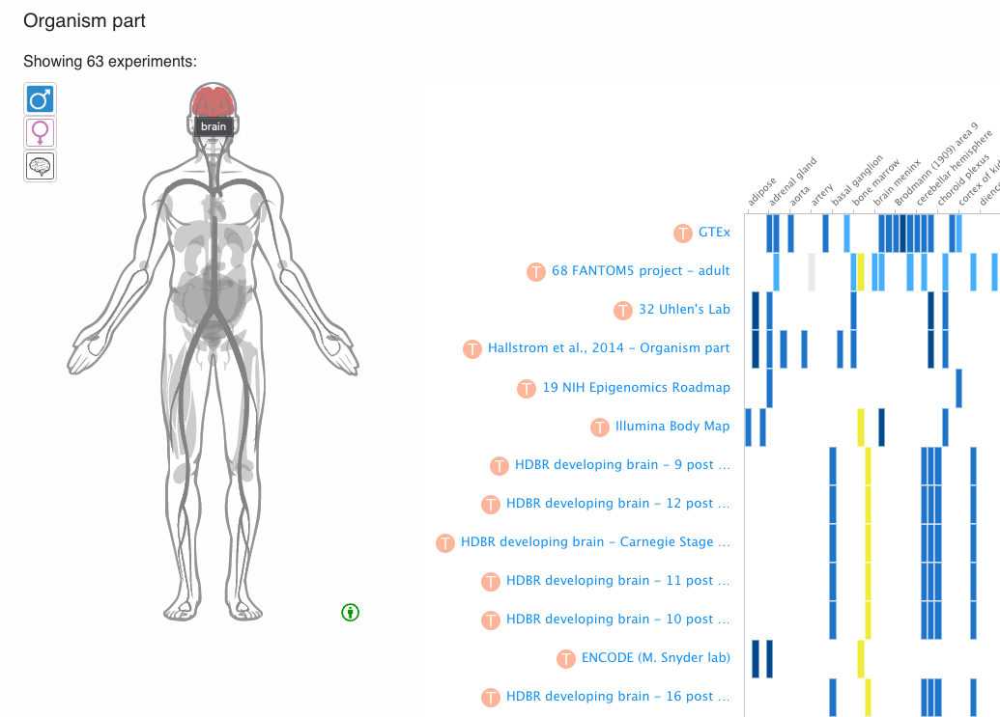 Organism part
Showing 63 experiments:
brain
adipose
adrenal gland
aorta
artery
basal ganglion
bone marrow
brain meninx
Brodmann (1909) area 9
cerebellar hemisphere
choroid plexus
cortex of kid
dienc
T GTEx
T 68 FANTOM5 project – adult
T 32 Uhlen's Lab
T Hallstrom et al., 2014 – Organism part
T 19 NIH Epigenomics Roadmap
T Illumina Body Map
T HDBR developing brain – 9 post ...
T HDBR developing brain – 12 post ...
T HDBR developing brain – Carnegie Stage ...
T HDBR developing brain – 11 post ...
T HDBR developing brain – 10 post ...
T ENCODE (M. Snyder lab)
T HDBR developing brain – 16 post ...